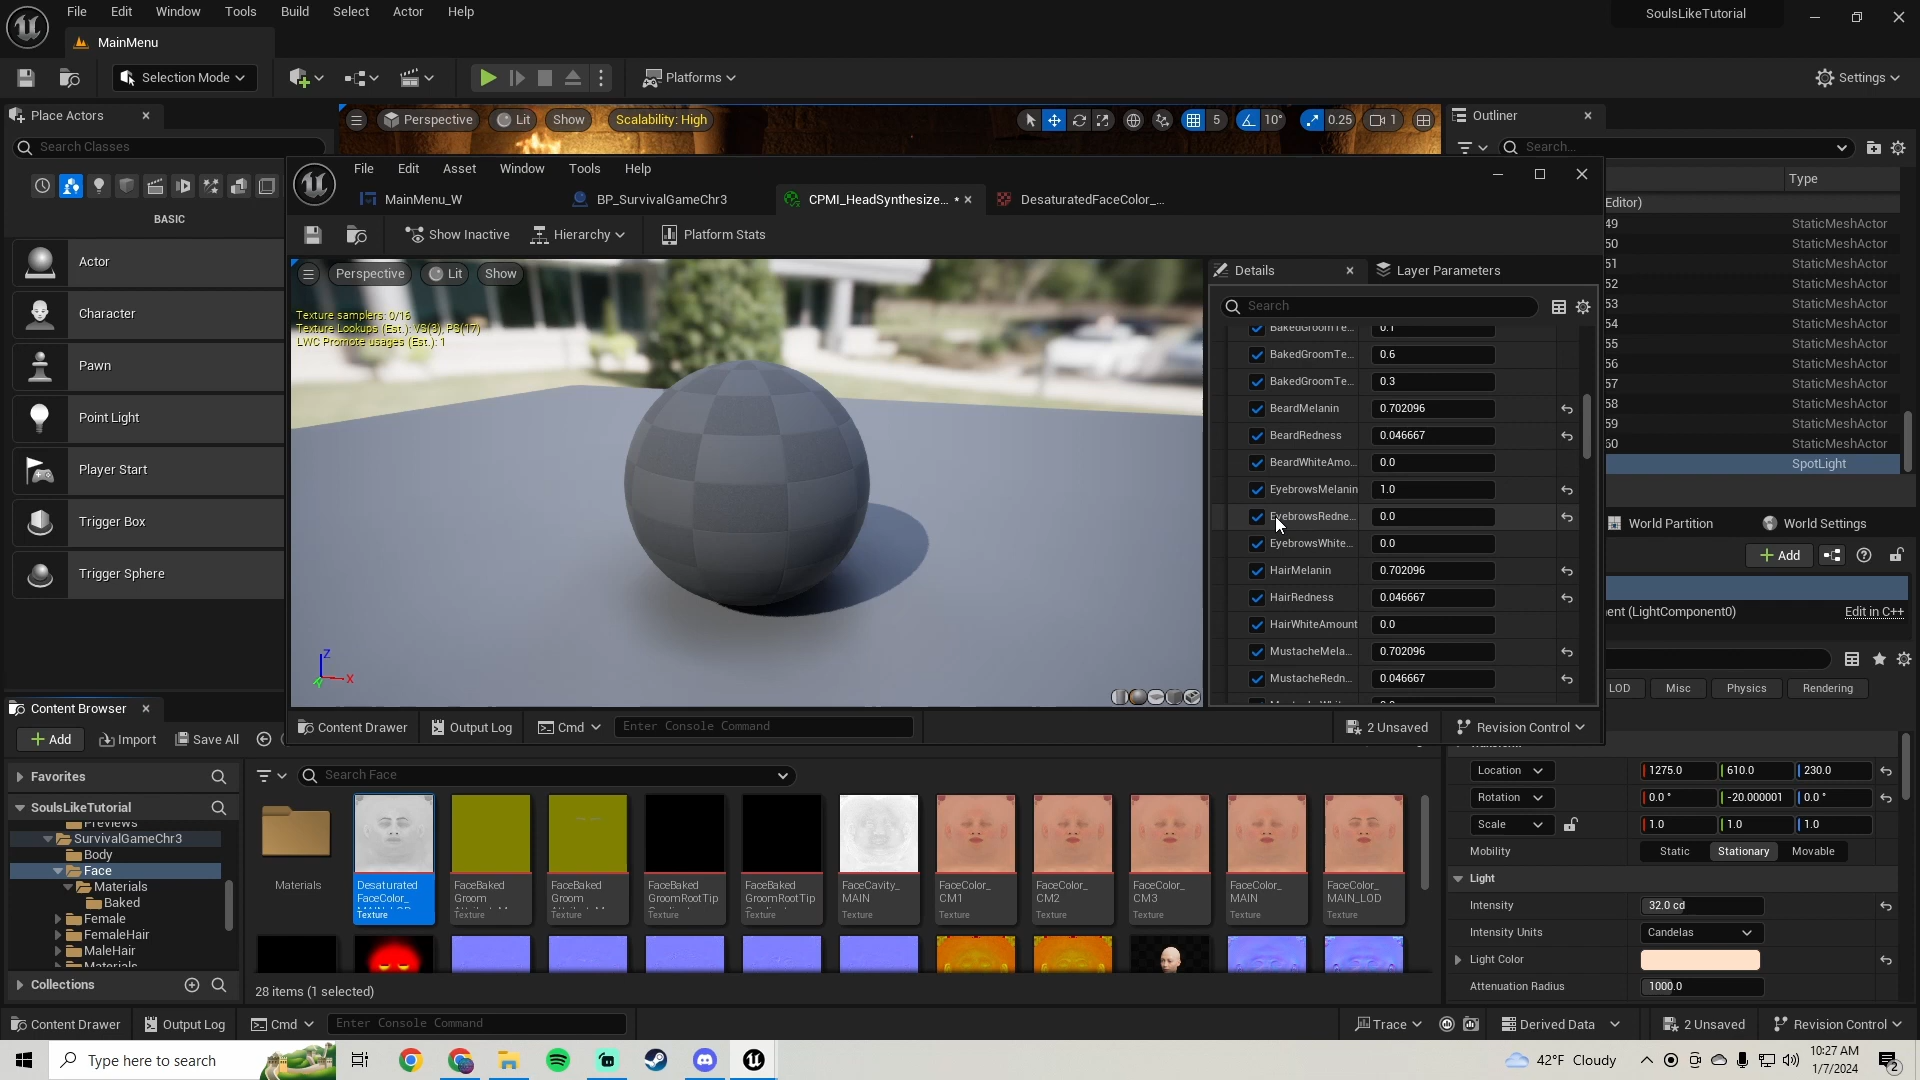 File Edit Window Tools Build Select Actor Help
SoulsLikeTutorial
MainMenu
Selection Mode
Platforms
Settings
Place Actors
Search Classes
BASIC
Actor
Character
Pawn
Point Light
Player Start
Trigger Box
Trigger Sphere
Perspective Lit Show Scalability: High
5 10° 0.25 1
Outliner
Search...
Type
Editor)
49 StaticMeshActor
50 StaticMeshActor
51 StaticMeshActor
52 StaticMeshActor
53 StaticMeshActor
54 StaticMeshActor
55 StaticMeshActor
56 StaticMeshActor
57 StaticMeshActor
58 StaticMeshActor
59 StaticMeshActor
60 StaticMeshActor
SpotLight
File Edit Asset Window Tools Help
MainMenu_W BP_SurvivalGameChr3 CPMI_HeadSynthesize... * DesaturatedFaceColor_...
Show Inactive Hierarchy Platform Stats
Perspective Lit Show
Texture samplers: 0/16
Texture Lookups (Est.): VS(3), PS(17)
LWC Promote usages (Est.): 1
Z
X
Y
Details Layer Parameters
Search
BakedGroomTe... 0.1
BakedGroomTe... 0.6
BakedGroomTe... 0.3
BeardMelanin 0.702096
BeardRedness 0.046667
BeardWhiteAmo... 0.0
EyebrowsMelanin 1.0
EyebrowsRedne... 0.0
EyebrowsWhite... 0.0
HairMelanin 0.702096
HairRedness 0.046667
HairWhiteAmount 0.0
MustacheMela... 0.702096
MustacheRedn... 0.046667
Content Drawer Output Log Cmd Enter Console Command
2 Unsaved Revision Control
World Partition World Settings
Add
ent (LightComponent0) Edit in C++
LOD Misc Physics Rendering
Location 1275.0 610.0 230.0
Rotation 0.0 ° -20.000001 0.0 °
Scale 1.0 1.0 1.0
Mobility Static Stationary Movable
Light
Intensity 32.0 cd
Intensity Units Candelas
Light Color
Attenuation Radius 1000.0
Content Browser
Add Import Save All
Favorites
SoulsLikeTutorial
Previews
SurvivalGameChr3
Body
Face
Materials
Baked
Female
FemaleHair
MaleHair
Materials
Collections
Search Face
Materials
Desaturated
FaceColor_
MAIN_LOD
Texture
FaceBaked
Groom
Texture
FaceBaked
Groom
Texture
FaceBaked
GroomRootTip
Texture
FaceBaked
GroomRootTip
Texture
FaceCavity_
MAIN
Texture
FaceColor_
CM1
Texture
FaceColor_
CM2
Texture
FaceColor_
CM3
Texture
FaceColor_
MAIN
Texture
FaceColor_
MAIN_LOD
Texture
28 items (1 selected)
Content Drawer Output Log Cmd Enter Console Command
Trace Derived Data 2 Unsaved Revision Control
Type here to search
42°F Cloudy
10:27 AM
1/7/2024
2